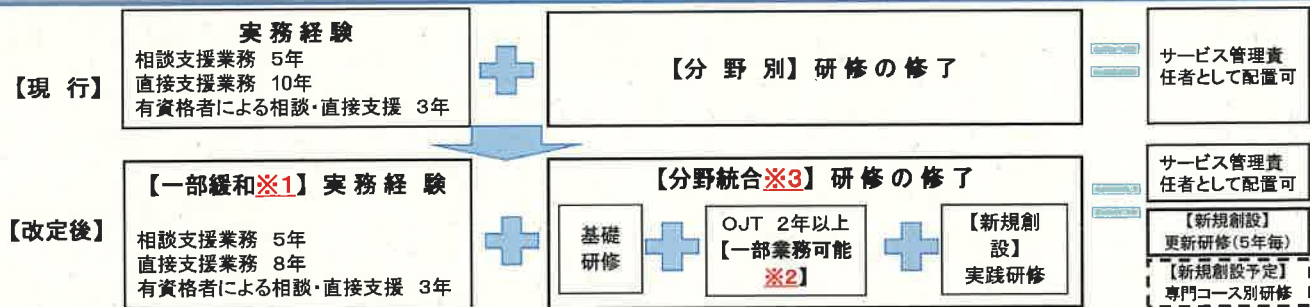 【現 行】
実務経験
相談支援業務 5年
直接支援業務 10年
有資格者による相談・直接支援 3年
【分 野 別】研修の修了
サービス管理責
任者として配置可
【改定後】
【一部緩和※1】実務経 験
相談支援業務 5年
直接支援業務 8年
有資格者による相談・直接支援 3年
【分野統合※3】研修の修了
基礎
研修
OJT 2年以上
【一部業務可能
※2】
【新規創
設】
実践研修
サービス管理責
任者として配置可
【新規創設】
更新研修(5年毎)
【新規創設予定】
専門コース別研修